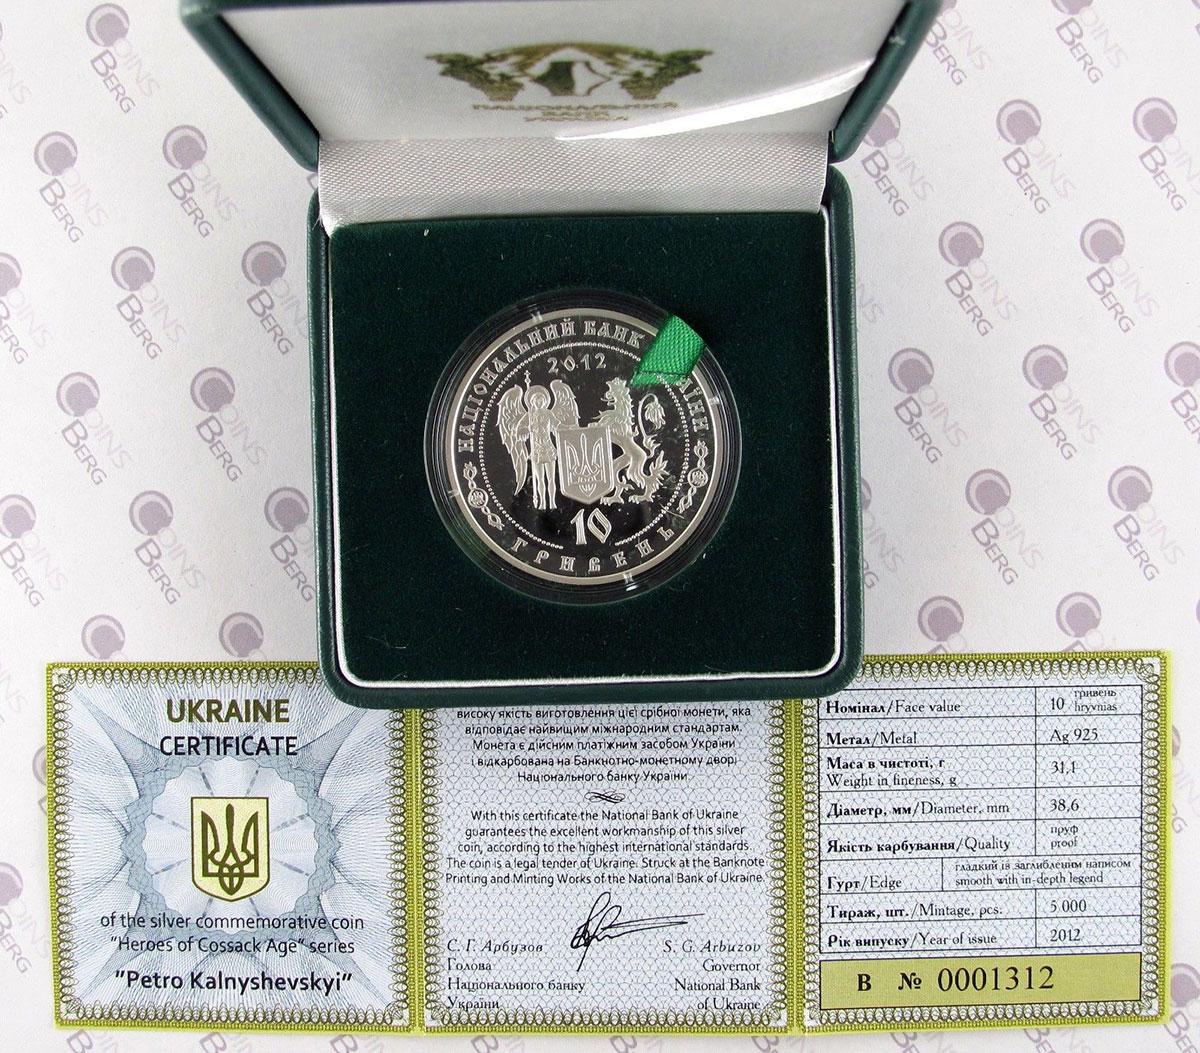 НАЦІОНАЛЬНИЙ
БАНК
УКРАЇНИ
НАЦІОНАЛЬНИЙ БАНК
2012
10
ГРИВЕНЬ
UKRAINE
CERTIFICATE
of the silver commemorative coin
"Heroes of Cossack Age" series
"Petro Kalnyshevskyi"
високу якість виготовлення цієї срібної монети, яка
відповідає найвищим міжнародним стандартам.
Монета є дійсним платіжним засобом України
і відкарбована на Банкнотно-монетному дворі
Національного банку України.
With this certificate the National Bank of Ukraine
guarantees the excellent workmanship of this silver
coin, according to the highest international standards.
The coin is a legal tender of Ukraine. Struck at the Banknote
Printing and Minting Works of the National Bank of Ukraine.
С. Г. Арбузов S. G. Arbuzov
Голова Governor
Національного банку National Bank
України of Ukraine
Номінал/Face value 10 гривень hryvnias
Метал/Metal Ag 925
Маса в чистоті, г
Weight in fineness, g 31,1
Діаметр, мм/Diameter, mm 38,6
Якість карбування/Quality пруф proof
Гурт/Edge гладкий із заглибленим написом
smooth with in-depth legend
Тираж, шт./Mintage, pcs. 5 000
Рік випуску/Year of issue 2012
В № 0001312
COINS
BERG